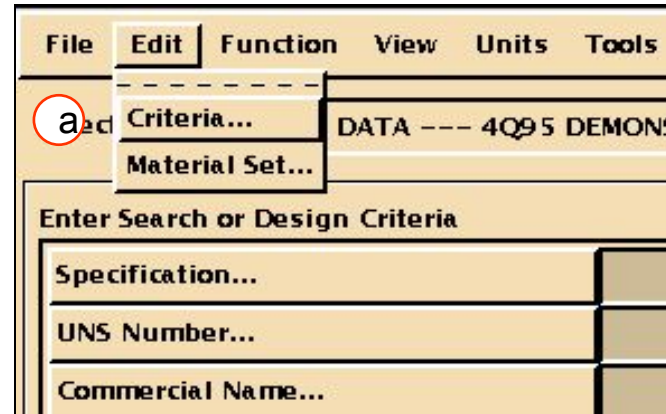 File Edit Function View Units Tools
a
Criteria... DATA --- 4Q95
Material Set...
Enter Search or Design Criteria
Specification...
UNS Number...
Commercial Name...